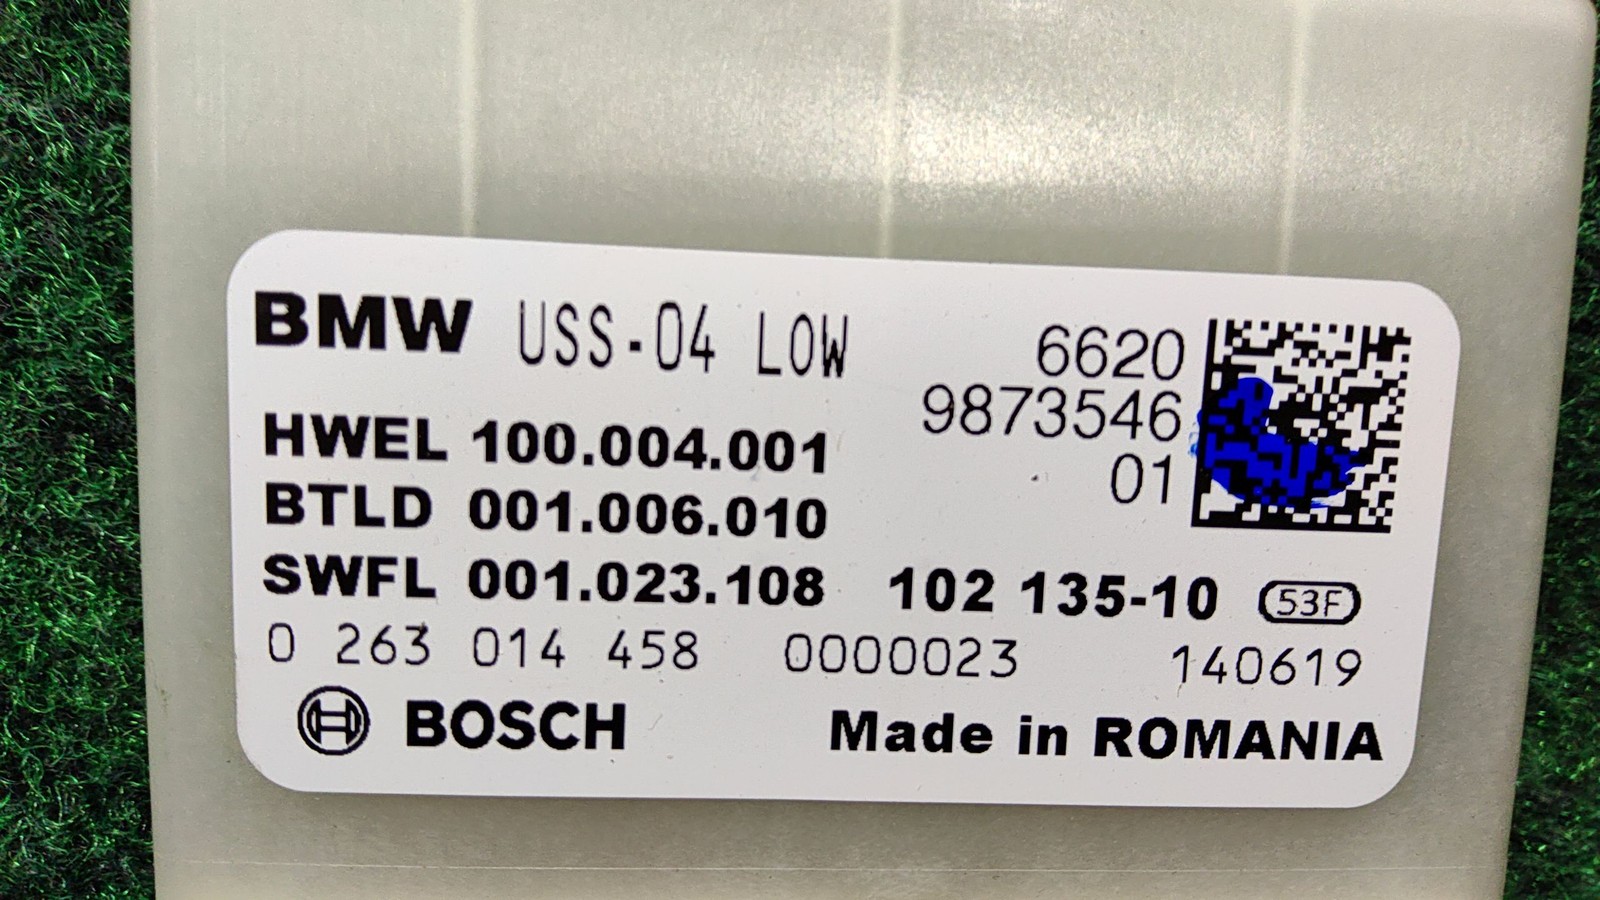 BMW USS-04 LOW
6620
9873546
01
HWEL 100.004.001
BTLD 001.006.010
SWFL 001.023.108 102 135-10 53F
0 263 014 458 0000023 140619
BOSCH Made in ROMANIA